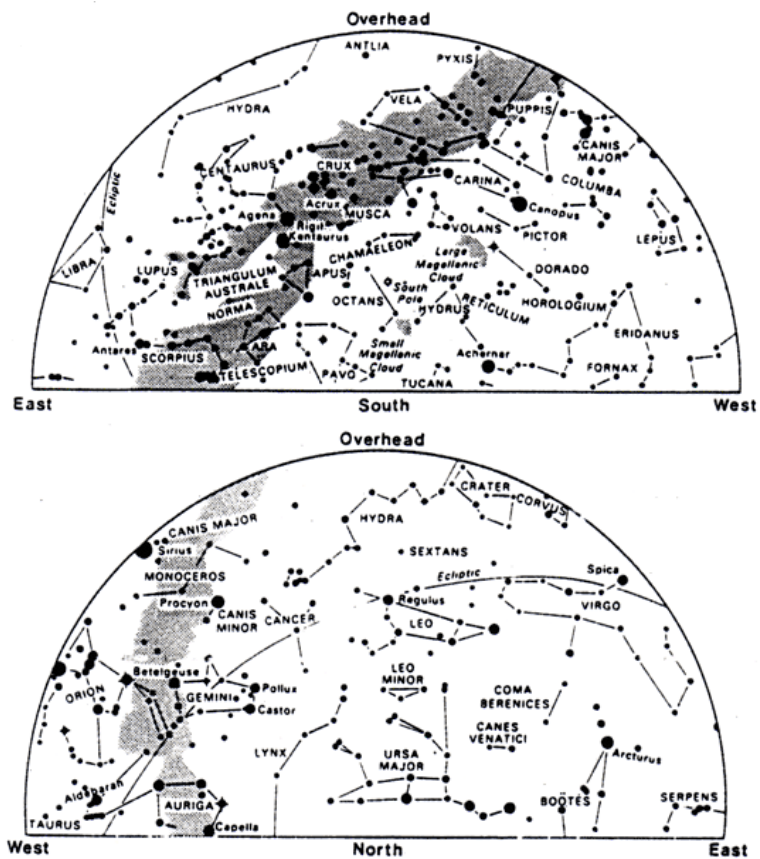 Overhead
ANTLIA
PYXIS
VELA
HYDRA
PUPPIS
CANIS
MAJOR
CENTAURUS
CRUX
CARINA
COLUMBA
Ecliptic
Acrux
Agena
MUSCA
Canopus
Rigil
Kentaurus
VOLANS
PICTOR
LEPUS
CHAMAELEON
Large
Magellanic
Cloud
LIBRA
LUPUS
TRIANGULUM
AUSTRALE
APUS
DORADO
South
Pole
OCTANS
HYDRUS
RETICULUM
HOROLOGIUM
NORMA
ERIDANUS
Antares
SCORPIUS
ARA
Small
Magellanic
Cloud
Achernar
TELESCOPIUM
PAVO
TUCANA
FORNAX
East
South
West
Overhead
CRATER
CORVUS
CANIS MAJOR
HYDRA
Sirius
SEXTANS
MONOCEROS
Ecliptic
Spica
Procyon
Regulus
VIRGO
CANIS
MINOR
CANCER
LEO
Betelgeuse
LEO
MINOR
ORION
GEMINI
Pollux
COMA
BERENICES
Castor
CANES
VENATICI
LYNX
URSA
MAJOR
Arcturus
Aldabaran
AURIGA
BOÖTES
SERPENS
TAURUS
Capella
West
North
East